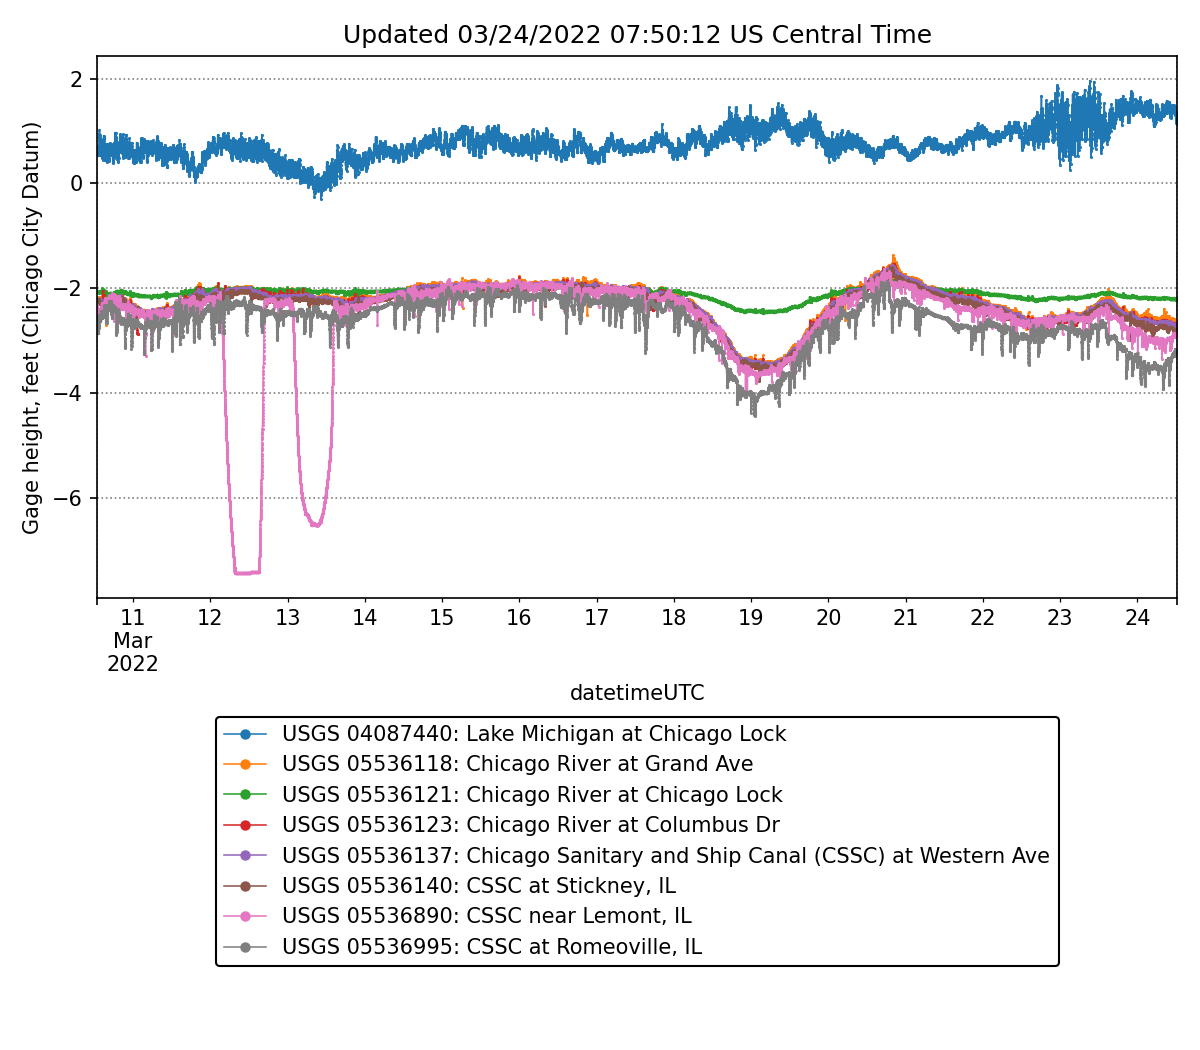 Updated 03/24/2022 07:50:12 US Central Time
Gage height, feet (Chicago City Datum)
2
0
−2
−4
−6
11 12 13 14 15 16 17 18 19 20 21 22 23 24
Mar
2022
datetimeUTC
USGS 04087440: Lake Michigan at Chicago Lock
USGS 05536118: Chicago River at Grand Ave
USGS 05536121: Chicago River at Chicago Lock
USGS 05536123: Chicago River at Columbus Dr
USGS 05536137: Chicago Sanitary and Ship Canal (CSSC) at Western Ave
USGS 05536140: CSSC at Stickney, IL
USGS 05536890: CSSC near Lemont, IL
USGS 05536995: CSSC at Romeoville, IL